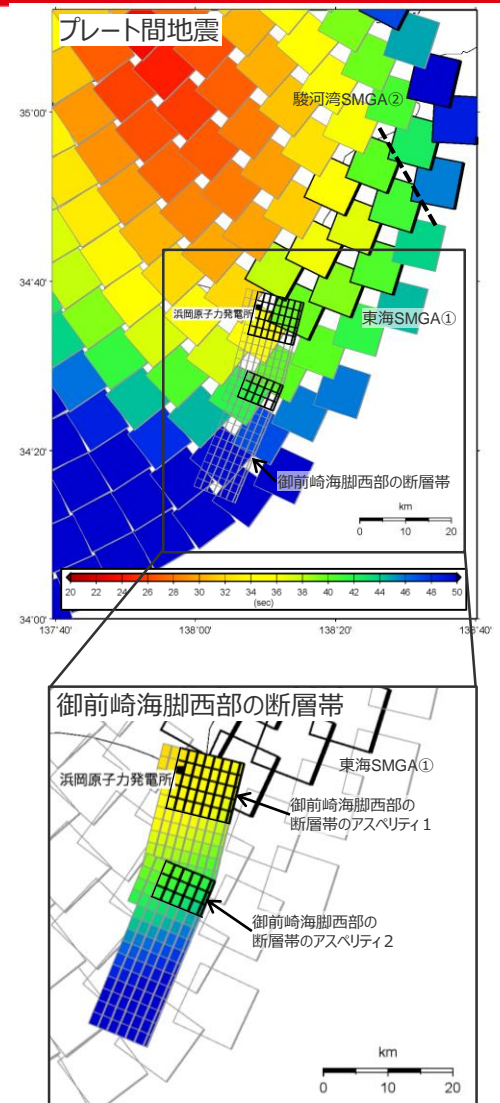 プレート間地震
駿河湾SMGA②
35°00'
34°40'
浜岡原子力発電所
東海SMGA①
34°20'
御前崎海脚西部の断層帯
km
0 10 20
20 22 24 26 28 30 32 34 36 38 40 42 44 46 48 50
(sec)
34°00'
137°40' 138°00' 138°20' 138°40'
御前崎海脚西部の断層帯
東海SMGA①
浜岡原子力発電所
御前崎海脚西部の
断層帯のアスペリティ1
御前崎海脚西部の
断層帯のアスペリティ2
km
0 10 20